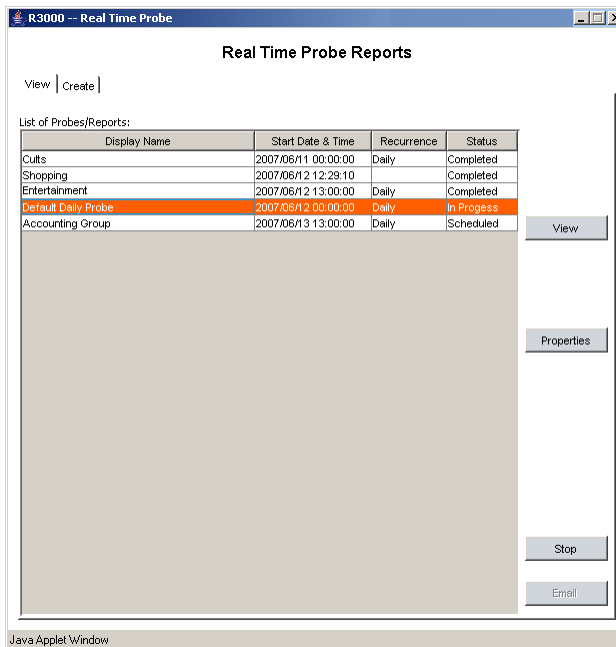 R3000 -- Real Time Probe
Real Time Probe Reports
View Create
List of Probes/Reports:
Display Name Start Date & Time Recurrence Status
Cults 2007/06/11 00:00:00 Daily Completed
Shopping 2007/06/12 12:29:10 Completed
Entertainment 2007/06/12 13:00:00 Daily Completed
Default Daily Probe 2007/06/12 00:00:00 Daily In Progess
Accounting Group 2007/06/13 13:00:00 Daily Scheduled
View
Properties
Stop
Email
Java Applet Window